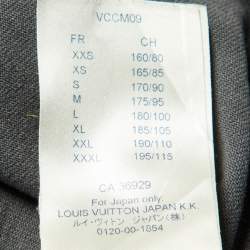 VCCM09
FR CH
XXS 160/80
XS 165/85
S 170/90
M 175/95
L 180/100
XL 185/105
XXL 190/110
XXXL 195/115
CA 36929
For Japan only:
LOUIS VUITTON JAPAN K.K.
ルイ・ヴィトン ジャパン(株)
0120-00-1854